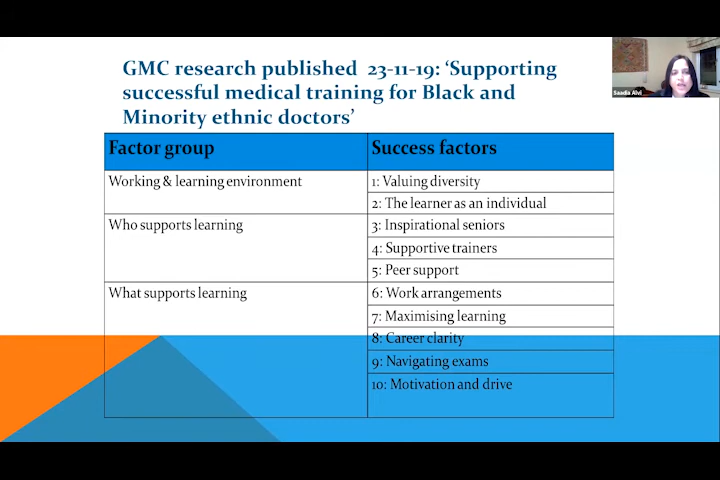 GMC research published 23-11-19: ‘Supporting
successful medical training for Black and
Minority ethnic doctors’
Saadia Alvi
Factor group
Success factors
Working & learning environment
1: Valuing diversity
2: The learner as an individual
Who supports learning
3: Inspirational seniors
4: Supportive trainers
5: Peer support
What supports learning
6: Work arrangements
7: Maximising learning
8: Career clarity
9: Navigating exams
10: Motivation and drive